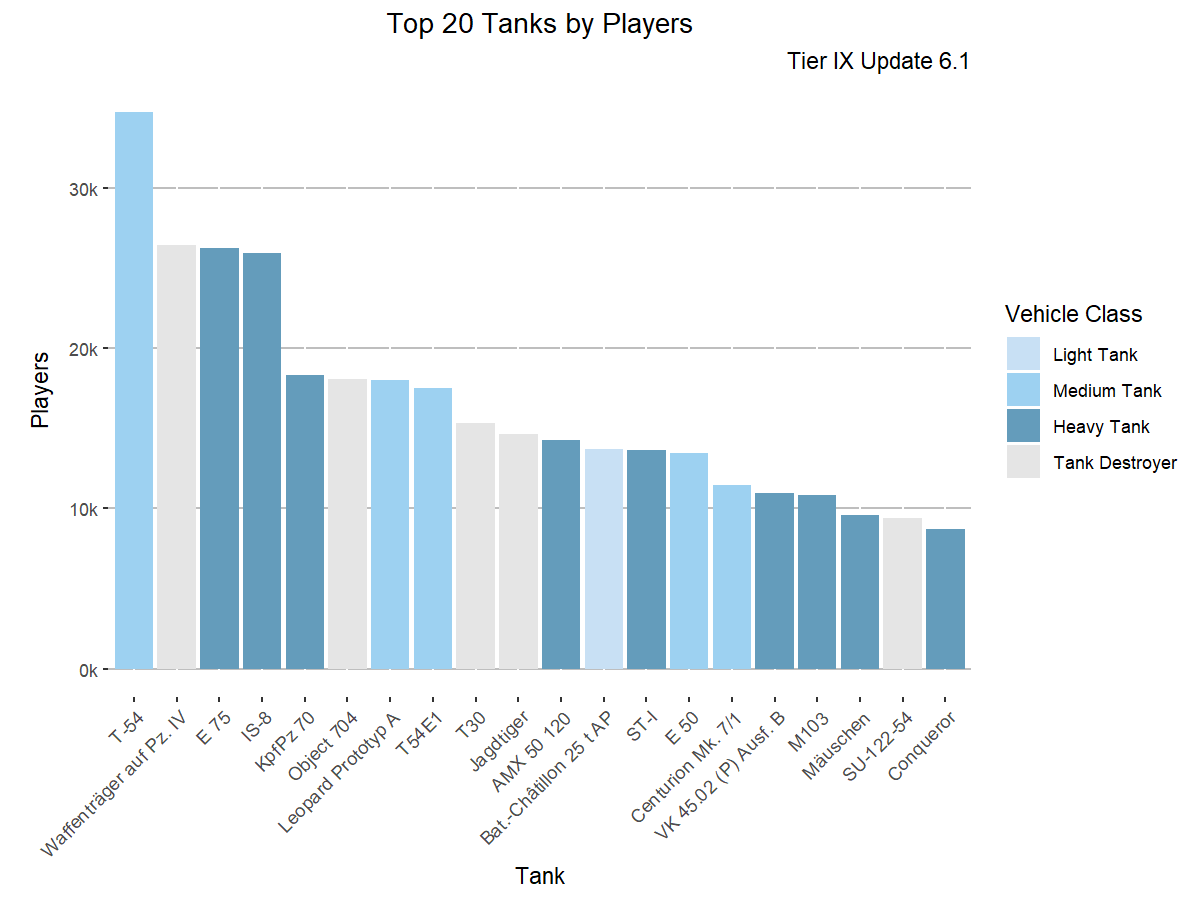 Top 20 Tanks by Players
Tier IX Update 6.1
Players
30k
20k
10k
0k
T-54
Waffenträger auf Pz. IV
E 75
IS-8
KpfPz 70
Object 704
Leopard Prototyp A
T54E1
T30
Jagdtiger
AMX 50 120
Bat.-Châtillon 25 t AP
ST-I
E 50
Centurion Mk. 7/1
VK 45.02 (P) Ausf. B
M103
Mäuschen
SU-122-54
Conqueror
Tank
Vehicle Class
Light Tank
Medium Tank
Heavy Tank
Tank Destroyer